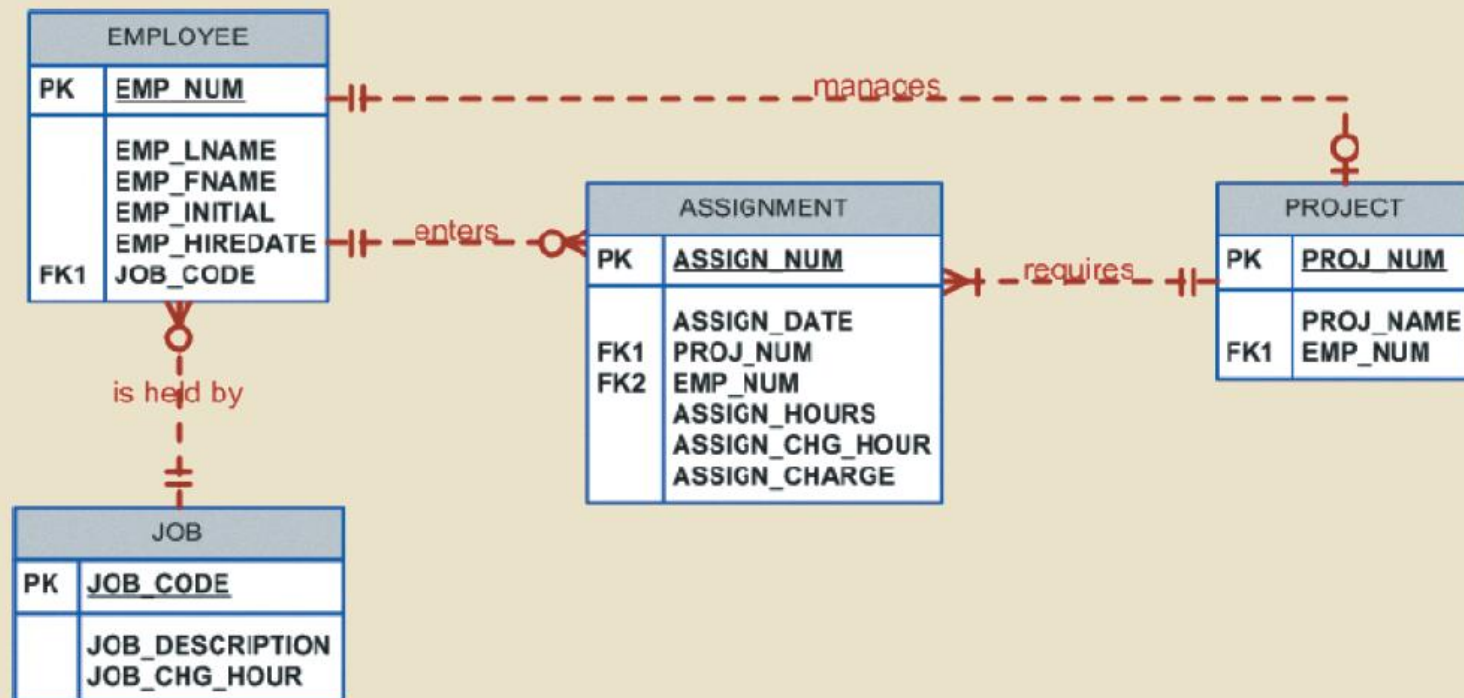 EMPLOYEE
PK EMP_NUM
EMP_LNAME
EMP_FNAME
EMP_INITIAL
EMP_HIREDATE
FK1 JOB_CODE
manages
enters
ASSIGNMENT
PK ASSIGN_NUM
ASSIGN_DATE
FK1 PROJ_NUM
FK2 EMP_NUM
ASSIGN_HOURS
ASSIGN_CHG_HOUR
ASSIGN_CHARGE
requires
PROJECT
PK PROJ_NUM
PROJ_NAME
FK1 EMP_NUM
is held by
JOB
PK JOB_CODE
JOB_DESCRIPTION
JOB_CHG_HOUR